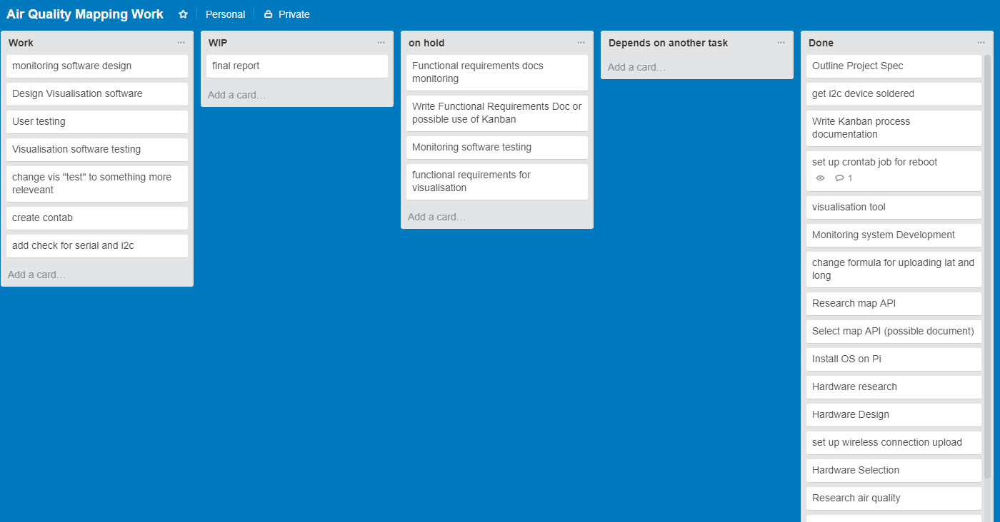 Air Quality Mapping Work
Personal
Private
Work
monitoring software design
Design Visualisation software
User testing
Visualisation software testing
change vis "test" to something more
releveant
create contab
add check for serial and i2c
Add a card…
WIP
final report
Add a card…
on hold
Functional requirements docs
monitoring
Write Functional Requirements Doc or
possible use of Kanban
Monitoring software testing
functional requirements for
visualisation
Add a card…
Depends on another task
Add a card…
Done
Outline Project Spec
get i2c device soldered
Write Kanban process
documentation
set up crontab job for reboot
1
visualisation tool
Monitoring system Development
change formula for uploading lat and
long
Research map API
Select map API (possible document)
Install OS on Pi
Hardware research
Hardware Design
set up wireless connection upload
Hardware Selection
Research air quality